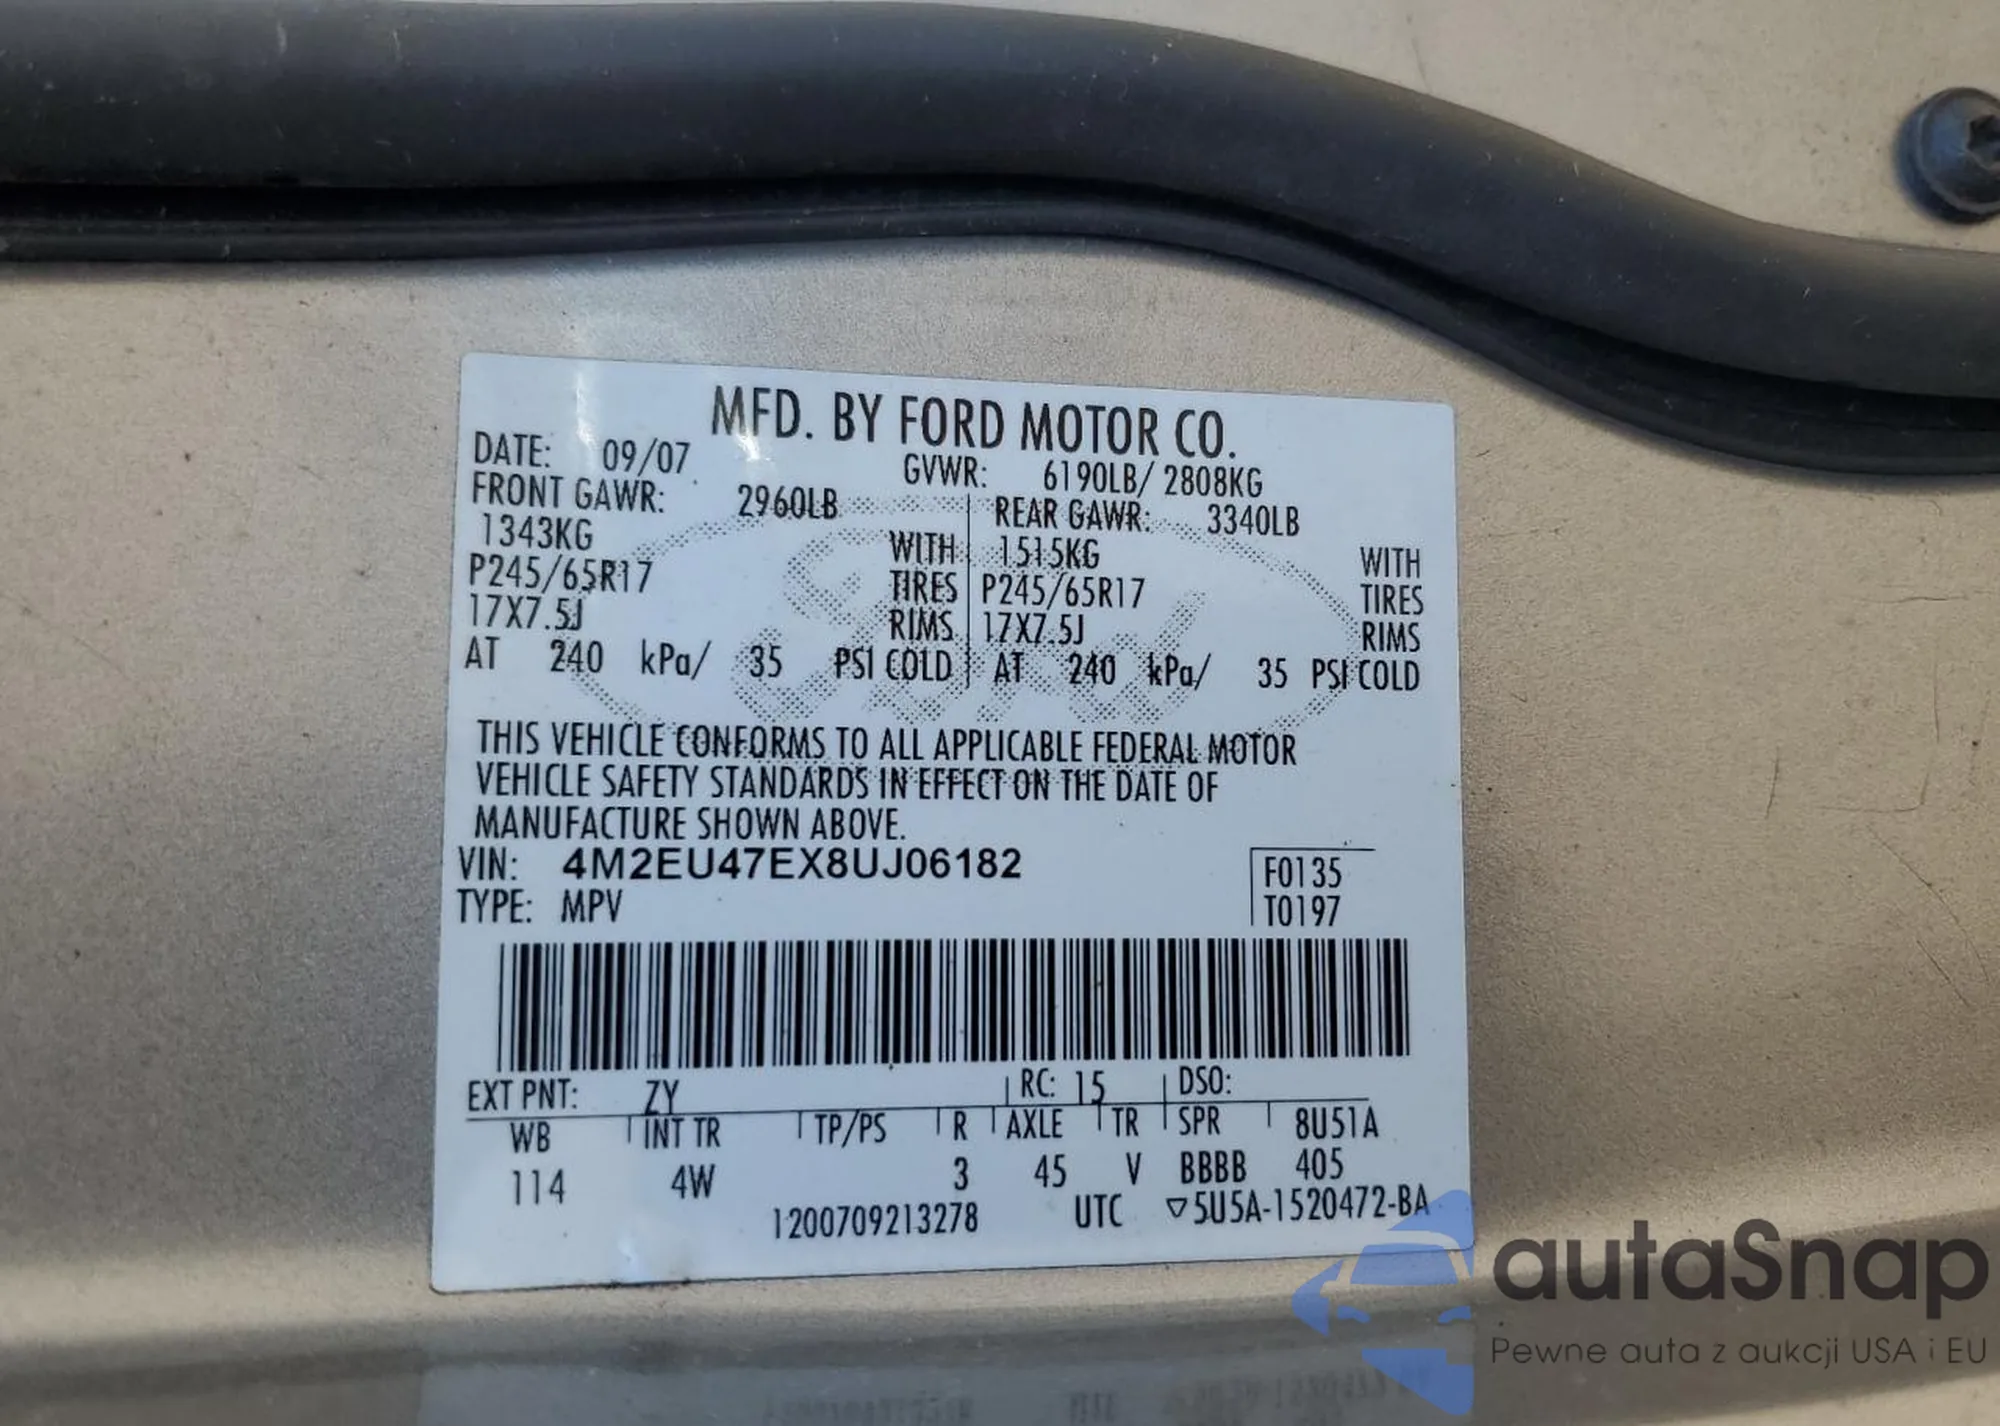 MFD. BY FORD MOTOR CO.
DATE: 09/07 GVWR: 6190LB/ 2808KG
FRONT GAWR: 2960LB REAR GAWR: 3340LB
1343KG WITH 1515KG WITH
P245/65R17 TIRES P245/65R17 TIRES
17X7.5J RIMS 17X7.5J RIMS
AT 240 kPa/ 35 PSI COLD AT 240 kPa/ 35 PSI COLD
THIS VEHICLE CONFORMS TO ALL APPLICABLE FEDERAL MOTOR
VEHICLE SAFETY STANDARDS IN EFFECT ON THE DATE OF
MANUFACTURE SHOWN ABOVE.
VIN: 4M2EU47EX8UJ06182 F0135
TYPE: MPV T0197
EXT PNT: ZY RC: 15 DSO:
WB INT TR TP/PS R AXLE TR SPR 8U51A
114 4W 3 45 V BBBB 405
1200709213278 UTC ▽5U5A-1520472-BA
autaSnap
Pewne auta z aukcji USA i EU